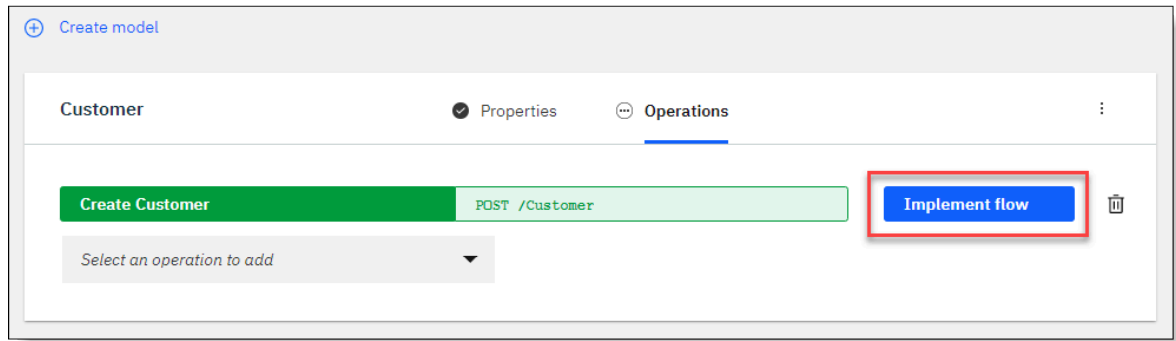 Create model
Customer Properties Operations
Create Customer POST /Customer Implement flow
Select an operation to add